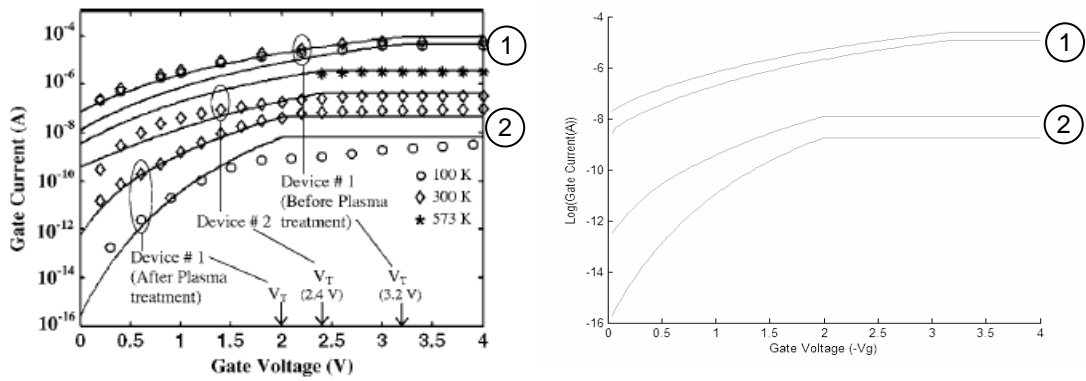 10-4
10-6
10-8
10-10
10-12
10-14
10-16
Gate Current (A)
0 0.5 1 1.5 2 2.5 3 3.5 4
Gate Voltage (V)
1
2
Device # 1
(Before Plasma
treatment)
100 K
300 K
573 K
Device # 2
Device # 1
(After Plasma
treatment)
VT
VT
(2.4 V)
VT
(3.2 V)
-4
-6
-8
-10
-12
-14
-16
Log(Gate Current(A))
0 0.5 1 1.5 2 2.5 3 3.5 4
Gate Voltage (-Vg)
1
2